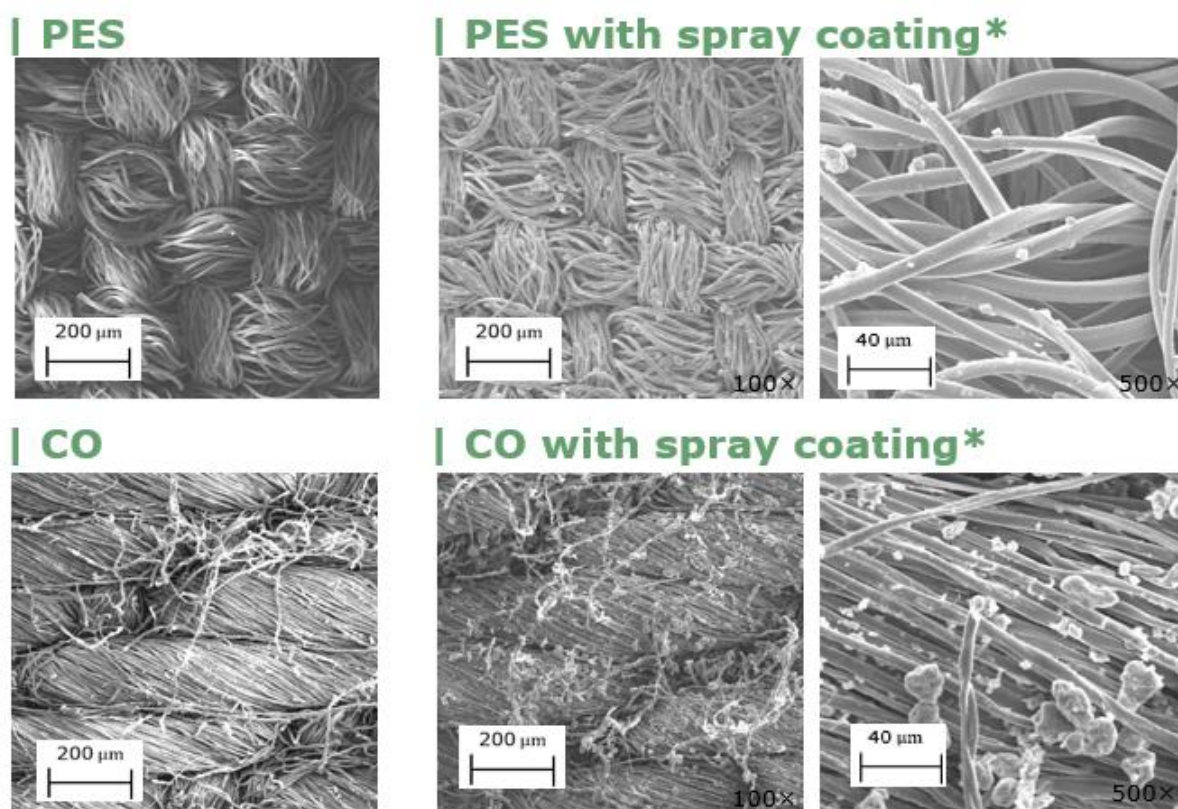 | PES
| PES with spray coating*
200 µm
200 µm
100×
40 µm
500×
| CO
| CO with spray coating*
200 µm
200 µm
100×
40 µm
500×